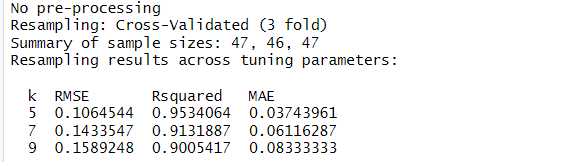 No pre-processing
Resampling: Cross-Validated (3 fold)
Summary of sample sizes: 47, 46, 47
Resampling results across tuning parameters:
k  RMSE       Rsquared   MAE
5  0.1064544  0.9534064  0.03743961
7  0.1433547  0.9131887  0.06116287
9  0.1589248  0.9005417  0.08333333